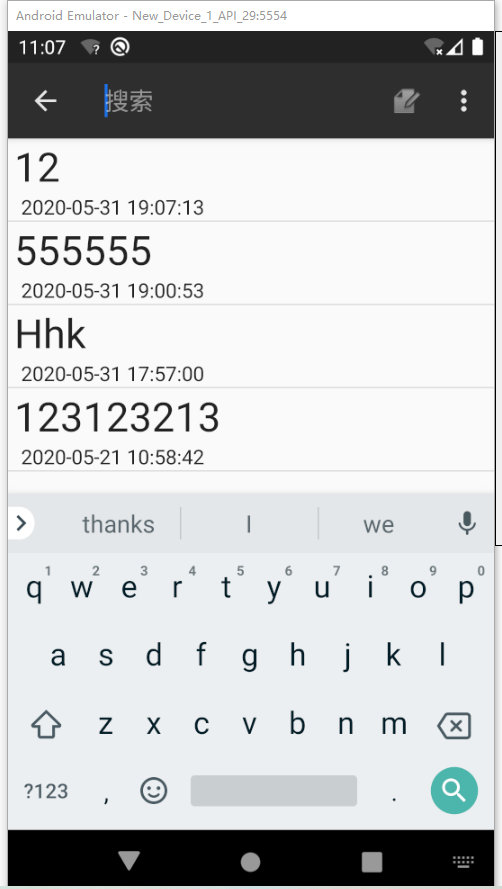 Android Emulator - New_Device_1_API_29:5554
11:07
搜索
12
2020-05-31 19:07:13
555555
2020-05-31 19:00:53
Hhk
2020-05-31 17:57:00
123123213
2020-05-21 10:58:42
thanks I we
1 2 3 4 5 6 7 8 9 0
q w e r t y u i o p
a s d f g h j k l
z x c v b n m
?123 , .